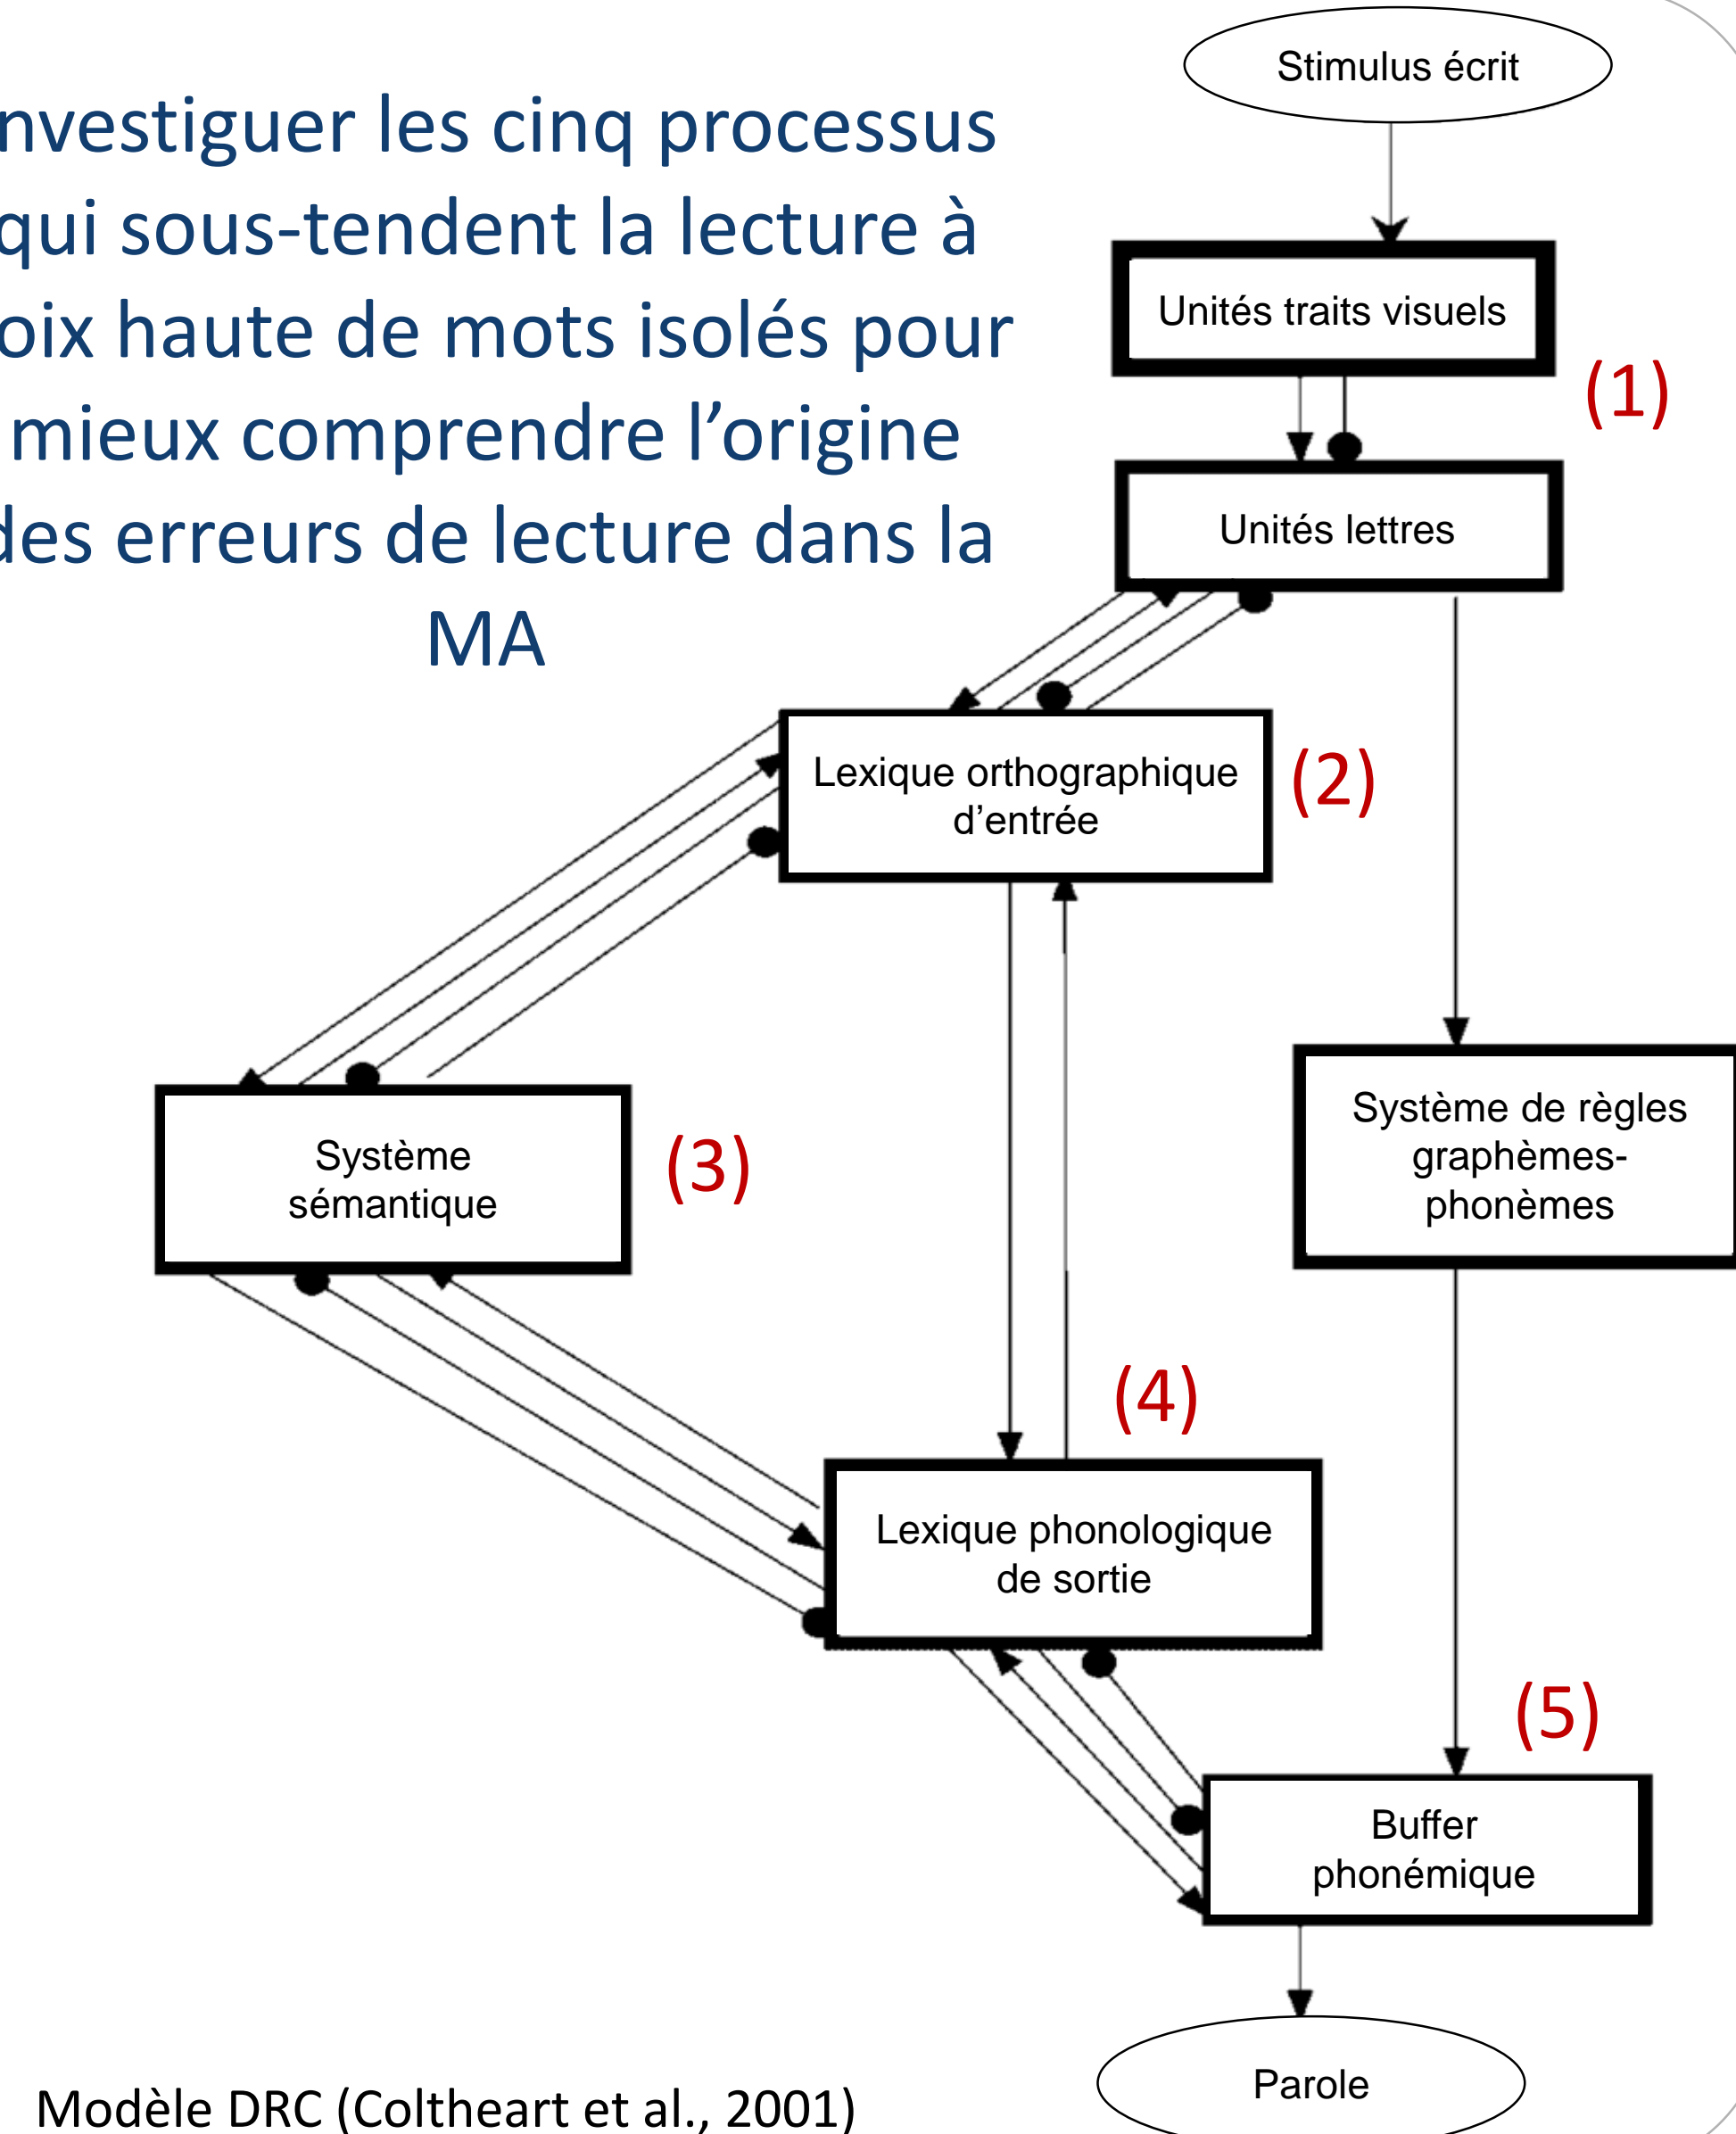 nvestiguer les cinq processus
qui sous-tendent la lecture à
oix haute de mots isolés pour
mieux comprendre l’origine
des erreurs de lecture dans la
MA
Stimulus écrit
Unités traits visuels
(1)
Unités lettres
Lexique orthographique
d’entrée
(2)
Système
sémantique
(3)
Système de règles
graphèmes-
phonèmes
(4)
Lexique phonologique
de sortie
(5)
Buffer
phonémique
Parole
Modèle DRC (Coltheart et al., 2001)